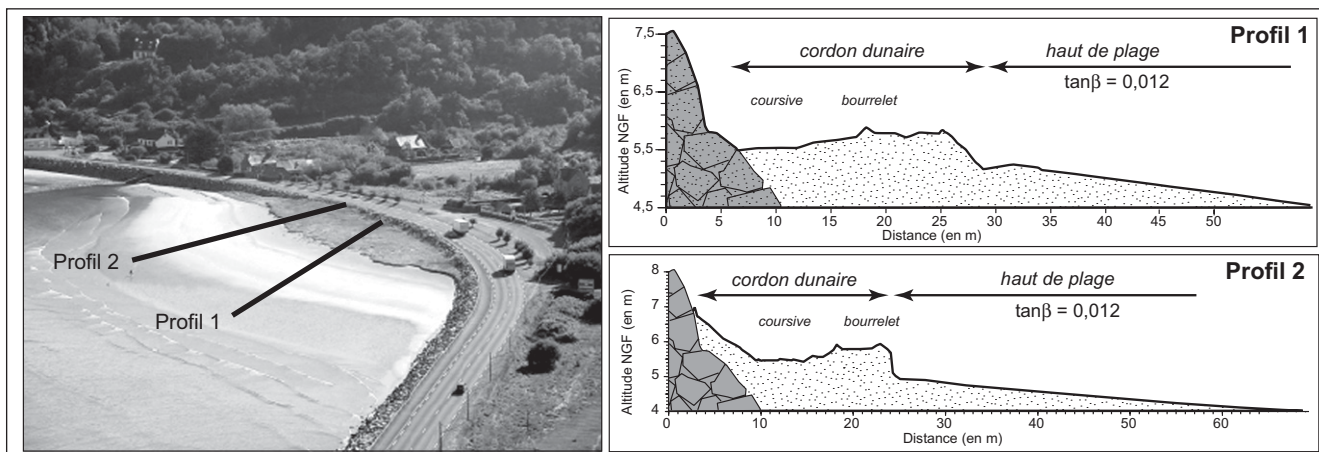 Profil 2
Profil 1
Profil 1
7,5
6,5
5,5
4,5
Altitude NGF (en m)
cordon dunaire
haut de plage
tanβ = 0,012
coursive
bourrelet
0 5 10 15 20 25 30 35 40 45 50
Distance (en m)
Profil 2
8
7
6
5
4
Altitude NGF (en m)
cordon dunaire
haut de plage
tanβ = 0,012
coursive
bourrelet
0 10 20 30 40 50 60
Distance (en m)